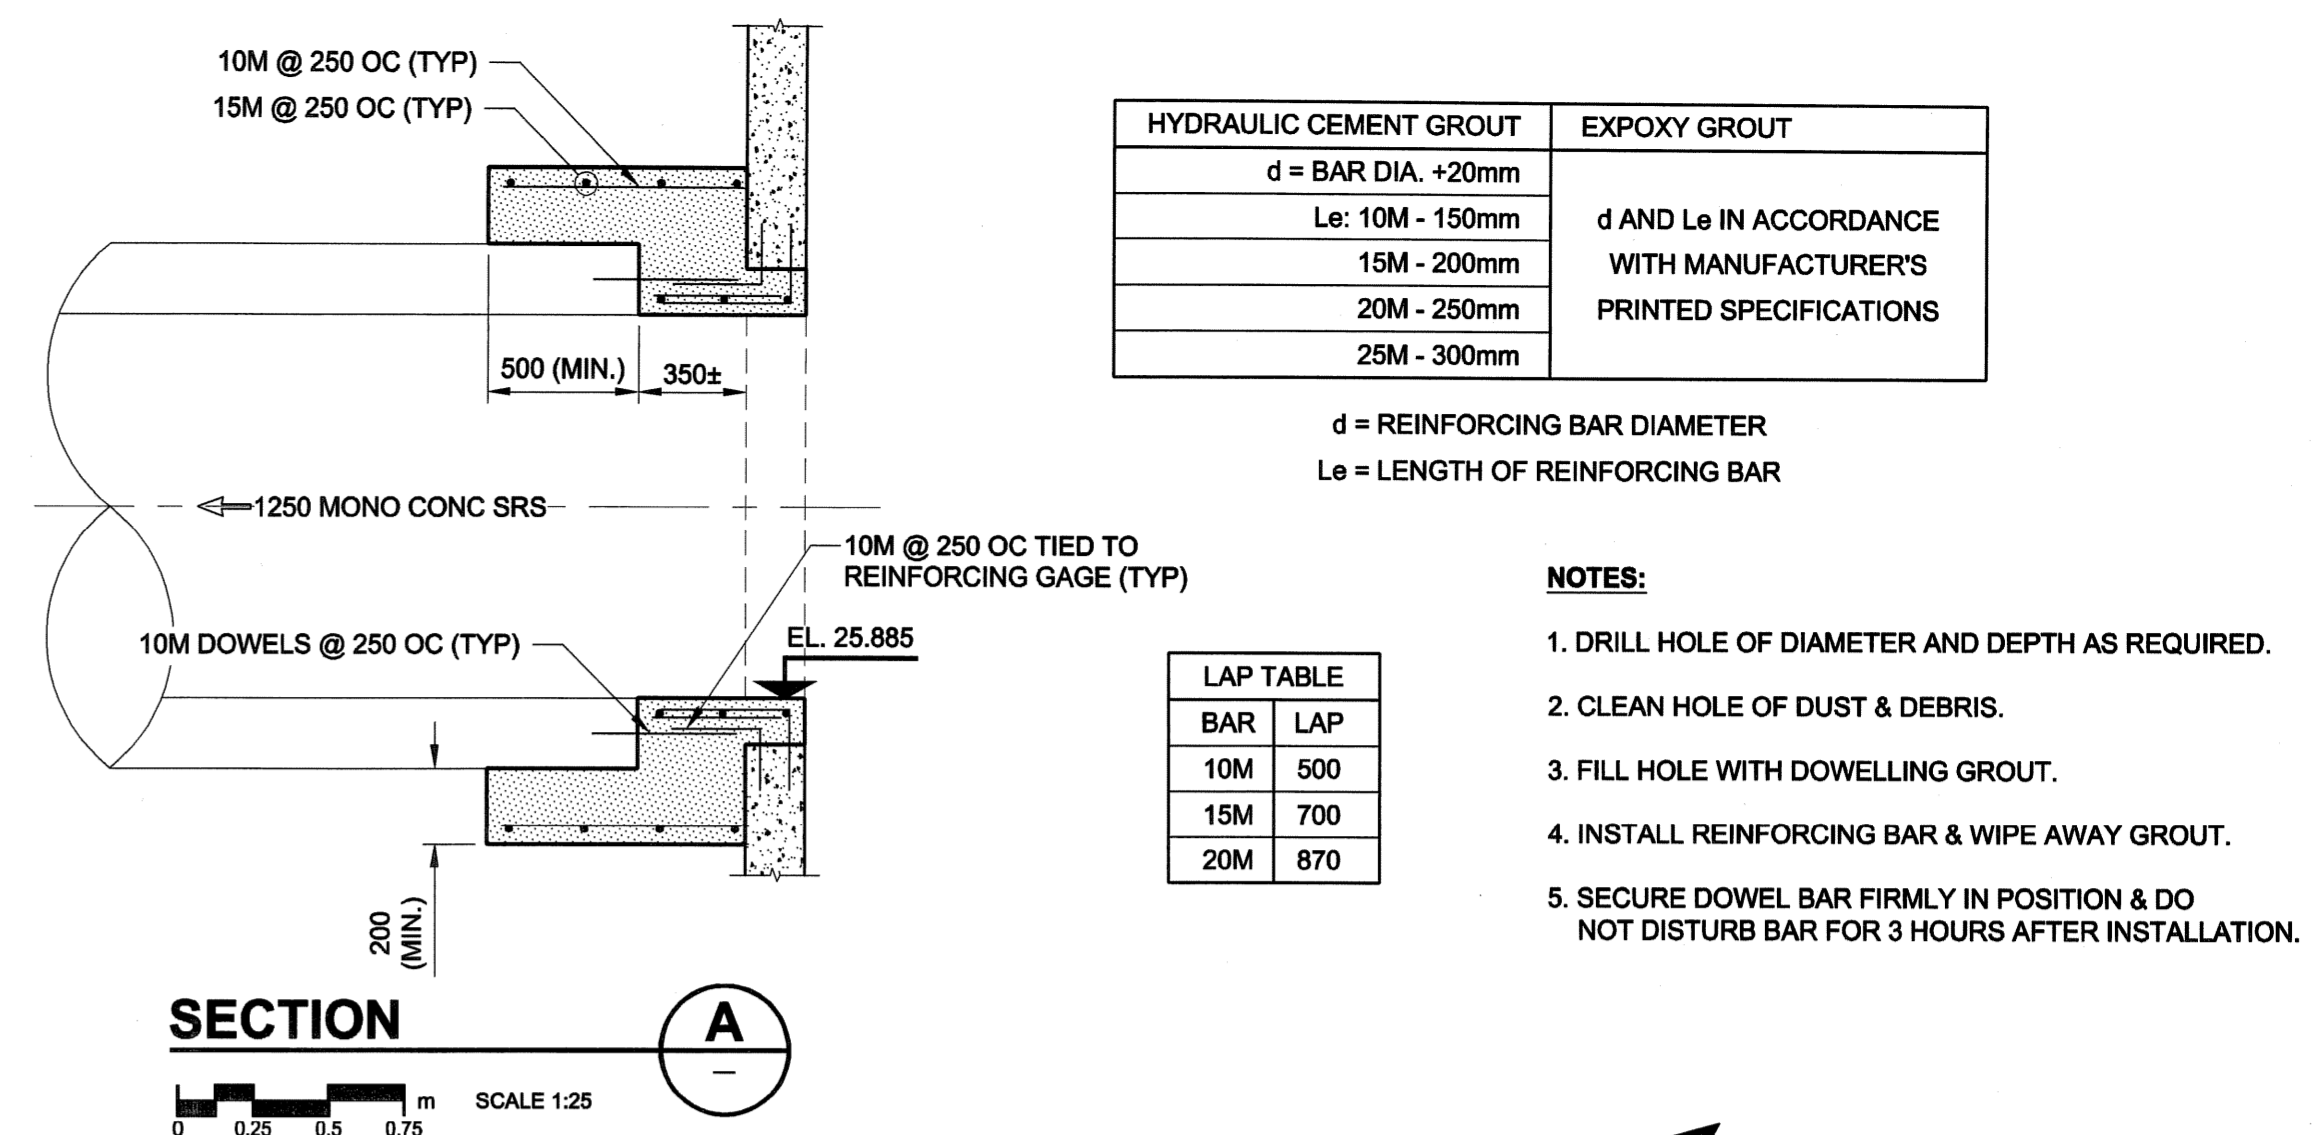 10M @ 250 OC (TYP)
15M @ 250 OC (TYP)
500 (MIN.)
350±
1250 MONO CONC SRS
10M @ 250 OC TIED TO
REINFORCING GAGE (TYP)
10M DOWELS @ 250 OC (TYP)
EL. 25.885
200
(MIN.)
SECTION
A
–
m
SCALE 1:25
0 0.25 0.5 0.75
HYDRAULIC CEMENT GROUT EXPOXY GROUT
d = BAR DIA. +20mm
Le: 10M - 150mm
15M - 200mm
20M - 250mm
25M - 300mm
d AND Le IN ACCORDANCE
WITH MANUFACTURER'S
PRINTED SPECIFICATIONS
d = REINFORCING BAR DIAMETER
Le = LENGTH OF REINFORCING BAR
LAP TABLE
BAR LAP
10M 500
15M 700
20M 870
NOTES:
1. DRILL HOLE OF DIAMETER AND DEPTH AS REQUIRED.
2. CLEAN HOLE OF DUST & DEBRIS.
3. FILL HOLE WITH DOWELLING GROUT.
4. INSTALL REINFORCING BAR & WIPE AWAY GROUT.
5. SECURE DOWEL BAR FIRMLY IN POSITION & DO
NOT DISTURB BAR FOR 3 HOURS AFTER INSTALLATION.